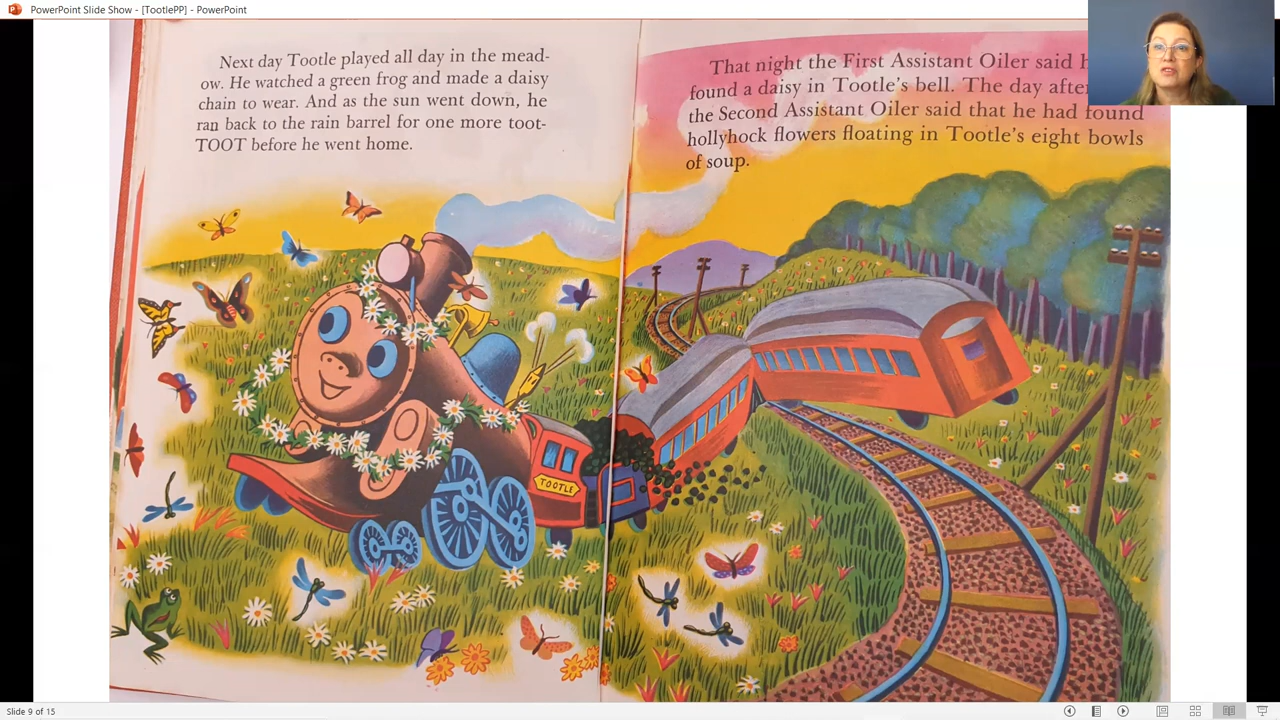 PowerPoint Slide Show - [TootlePP] - PowerPoint
Next day Tootle played all day in the mead-
ow. He watched a green frog and made a daisy
chain to wear. And as the sun went down, he
ran back to the rain barrel for one more toot-
TOOT before he went home.
That night the First Assistant Oiler said
found a daisy in Tootle's bell. The day
the Second Assistant Oiler said that he had found
hollyhock flowers floating in Tootle's eight bowls
of soup.
TOOTLE
Slide 9 of 15